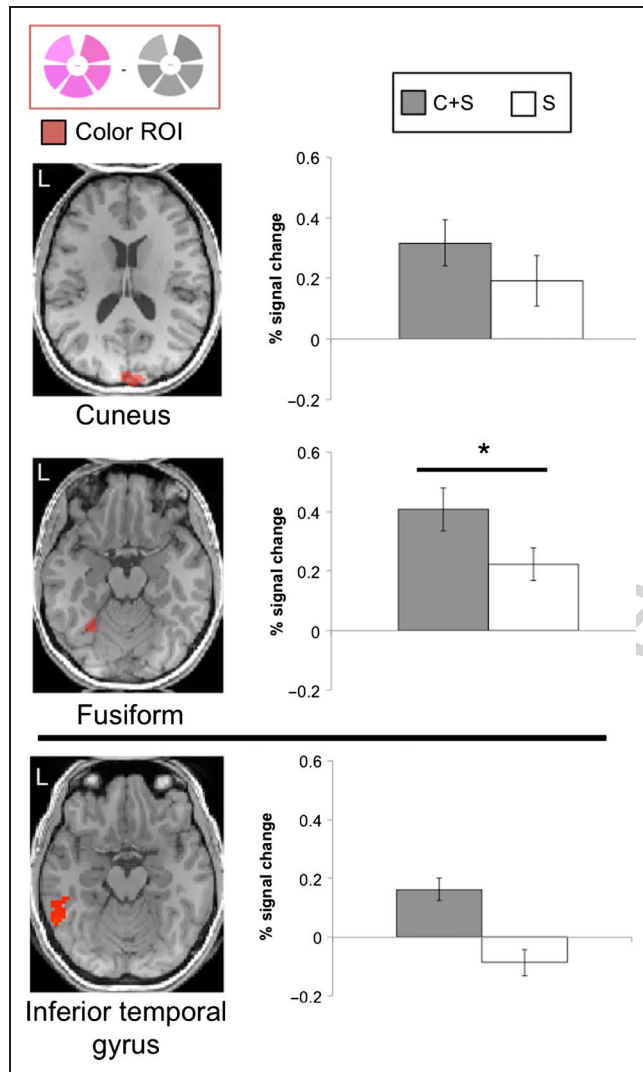 -
Color ROI
C+S S
L
% signal change
0.6
0.4
0.2
0
–0.2
Cuneus
L
% signal change
0.6
*
0.4
0.2
0
–0.2
Fusiform
L
% signal change
0.6
0.4
0.2
0
–0.2
Inferior temporal
gyrus